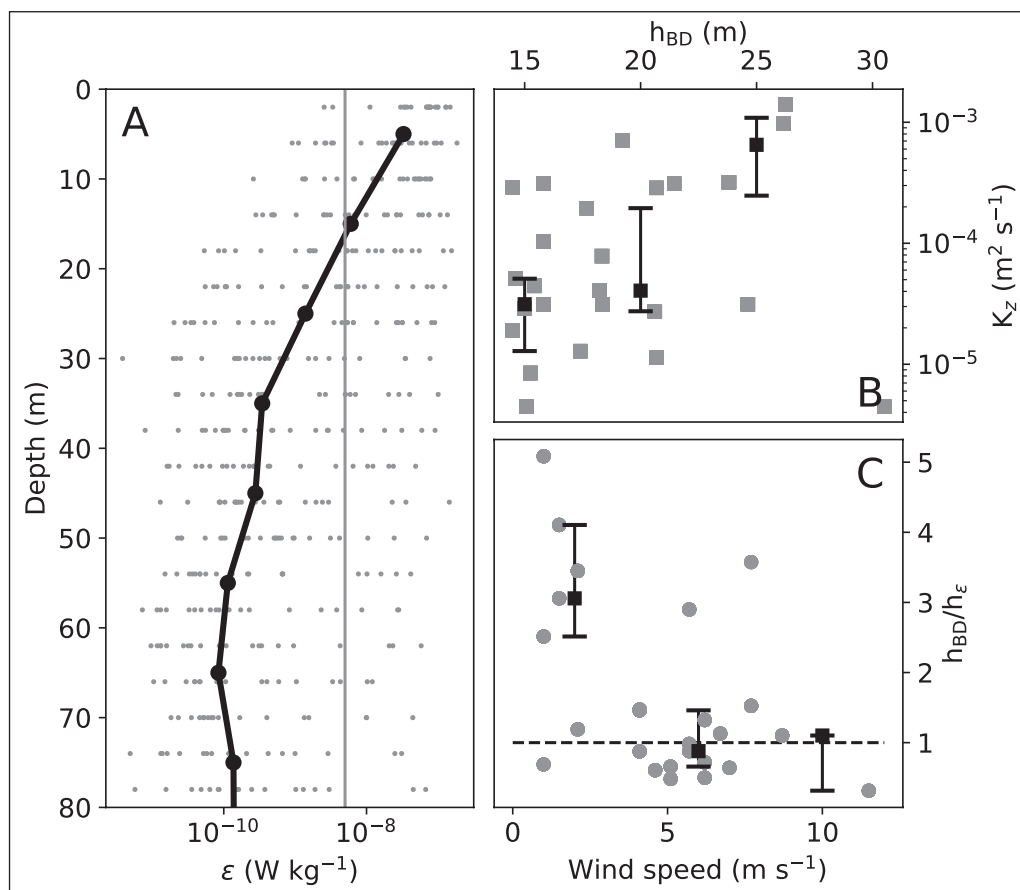 A
0
10
20
30
40
50
60
70
80
Depth (m)
10⁻¹⁰ 10⁻⁸
ε (W kg⁻¹)
h_BD (m)
15 20 25 30
B
10⁻³
10⁻⁴
10⁻⁵
K_z (m² s⁻¹)
C
5
4
3
2
1
h_BD/h_ε
0 5 10
Wind speed (m s⁻¹)